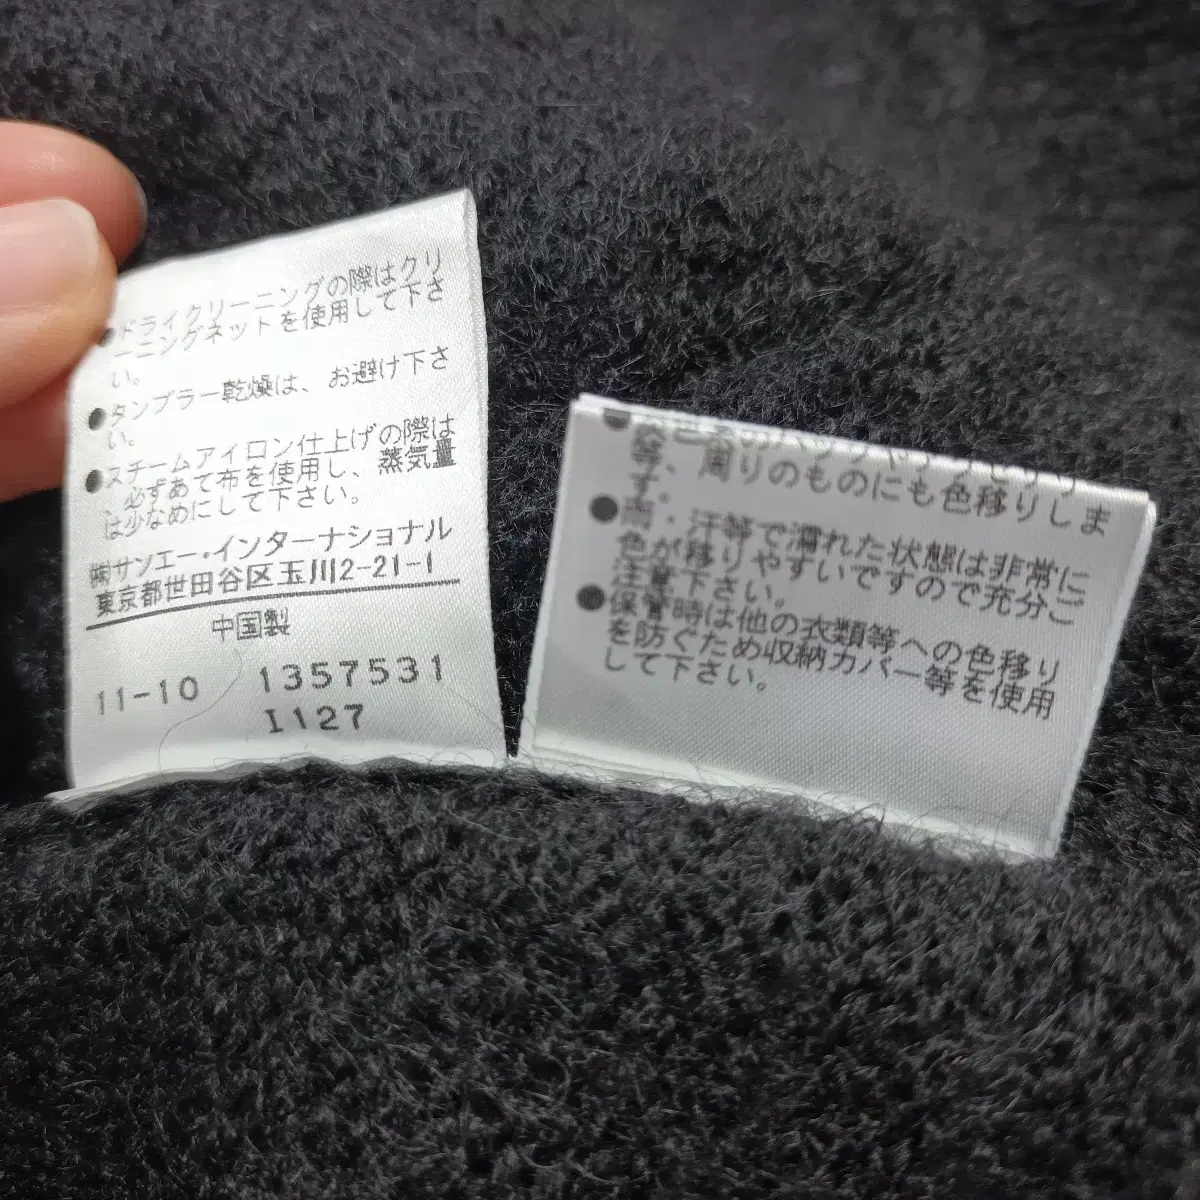 ●ドライクリーニングの際はクリ
ーニングネットを使用して下さ
い。
●タンブラー乾燥は、お避け下さ
い。
●スチームアイロン仕上げの際は
、必ずあて布を使用し、蒸気量
は少なめにして下さい。
㈱サンエー・インターナショナル
東京都世田谷区玉川2-21-1
中国製
11-10 1357531
I127
周りのものにも色移りしま
す。
●雨・汗等で濡れた状態は非常に
色が移りやすいですので充分ご
注意下さい。
●保管時は他の衣類等への色移り
を防ぐため収納カバー等を使用
して下さい。